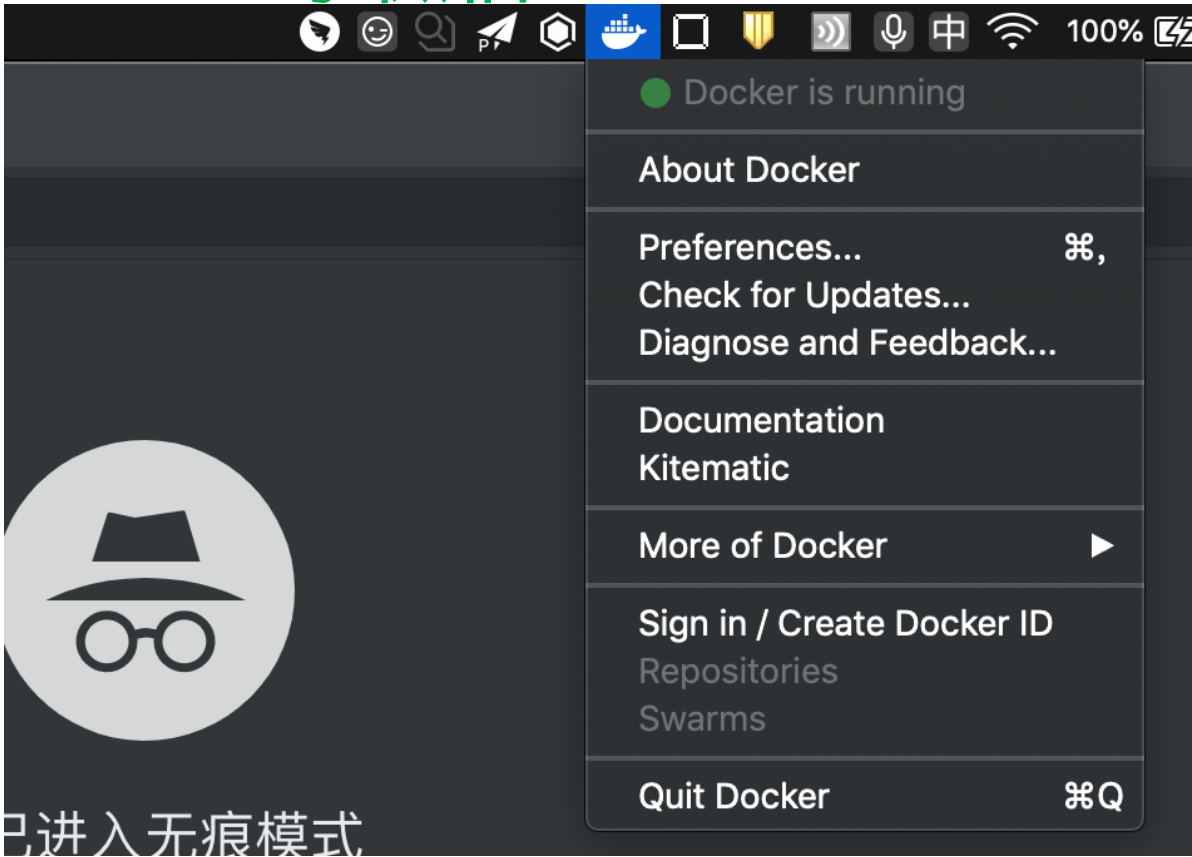 中 100%
Docker is running
About Docker
Preferences... ⌘,
Check for Updates...
Diagnose and Feedback...
Documentation
Kitematic
More of Docker ▶
Sign in / Create Docker ID
Repositories
Swarms
Quit Docker ⌘Q
已进入无痕模式